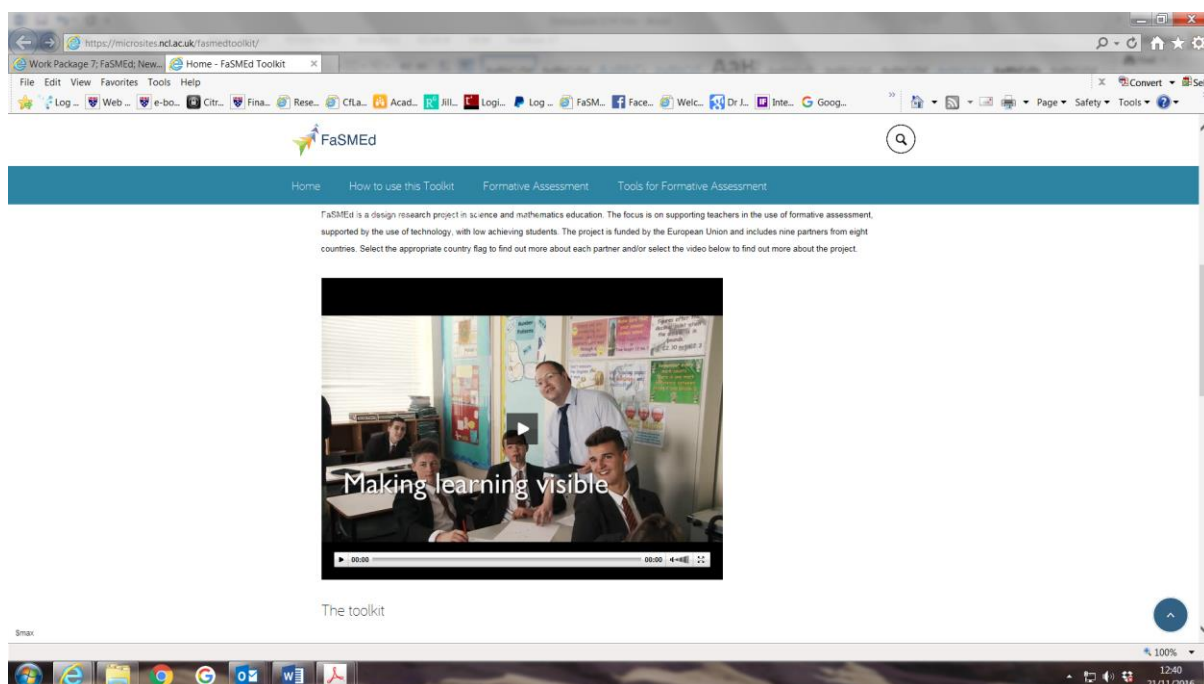 https://microsites.ncl.ac.uk/fasmedtoolkit/
Work Package 7: FaSMEd; New... Home - FaSMEd Toolkit
File Edit View Favorites Tools Help
Convert
Log ... Web ... e-bo... Citr... Fina... Rese... CfLa... Acad... Jill... Logi... Log ... FaSM... Face... Welc... Dr J... Inte... Goog...
Page Safety Tools
FaSMEd
Home How to use this Toolkit Formative Assessment Tools for Formative Assessment
FaSMEd is a design research project in science and mathematics education. The focus is on supporting teachers in the use of formative assessment,
supported by the use of technology, with low achieving students. The project is funded by the European Union and includes nine partners from eight
countries. Select the appropriate country flag to find out more about each partner and/or select the video below to find out more about the project.
Making learning visible
00:00 00:00
The toolkit
$max
100%
12:40
21/11/2016